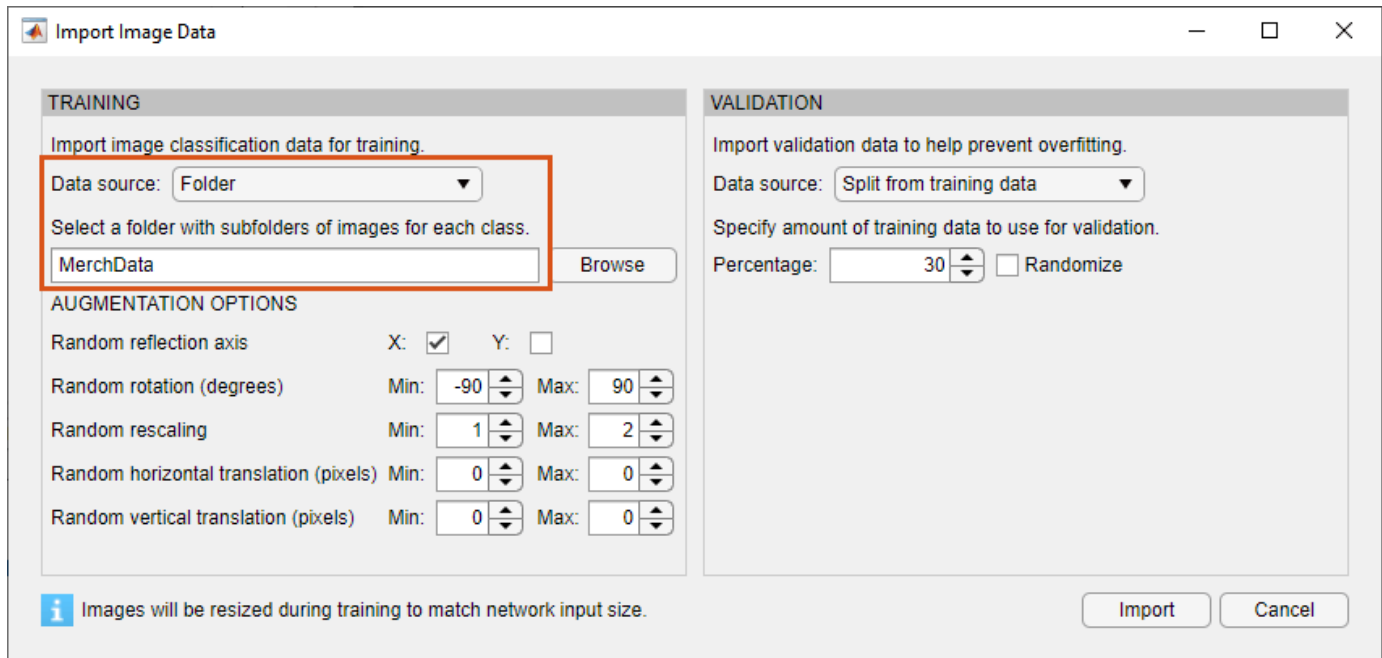 Import Image Data
TRAINING
Import image classification data for training.
Data source: Folder
Select a folder with subfolders of images for each class.
MerchData Browse
AUGMENTATION OPTIONS
Random reflection axis X: Y:
Random rotation (degrees) Min: -90 Max: 90
Random rescaling Min: 1 Max: 2
Random horizontal translation (pixels) Min: 0 Max: 0
Random vertical translation (pixels) Min: 0 Max: 0
VALIDATION
Import validation data to help prevent overfitting.
Data source: Split from training data
Specify amount of training data to use for validation.
Percentage: 30 Randomize
i Images will be resized during training to match network input size.
Import Cancel